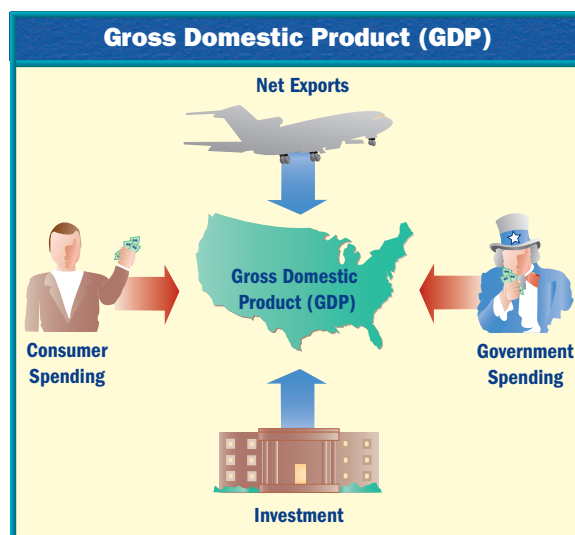 Gross Domestic Product (GDP)
Net Exports
Gross Domestic
Product (GDP)
Consumer
Spending
Government
Spending
Investment